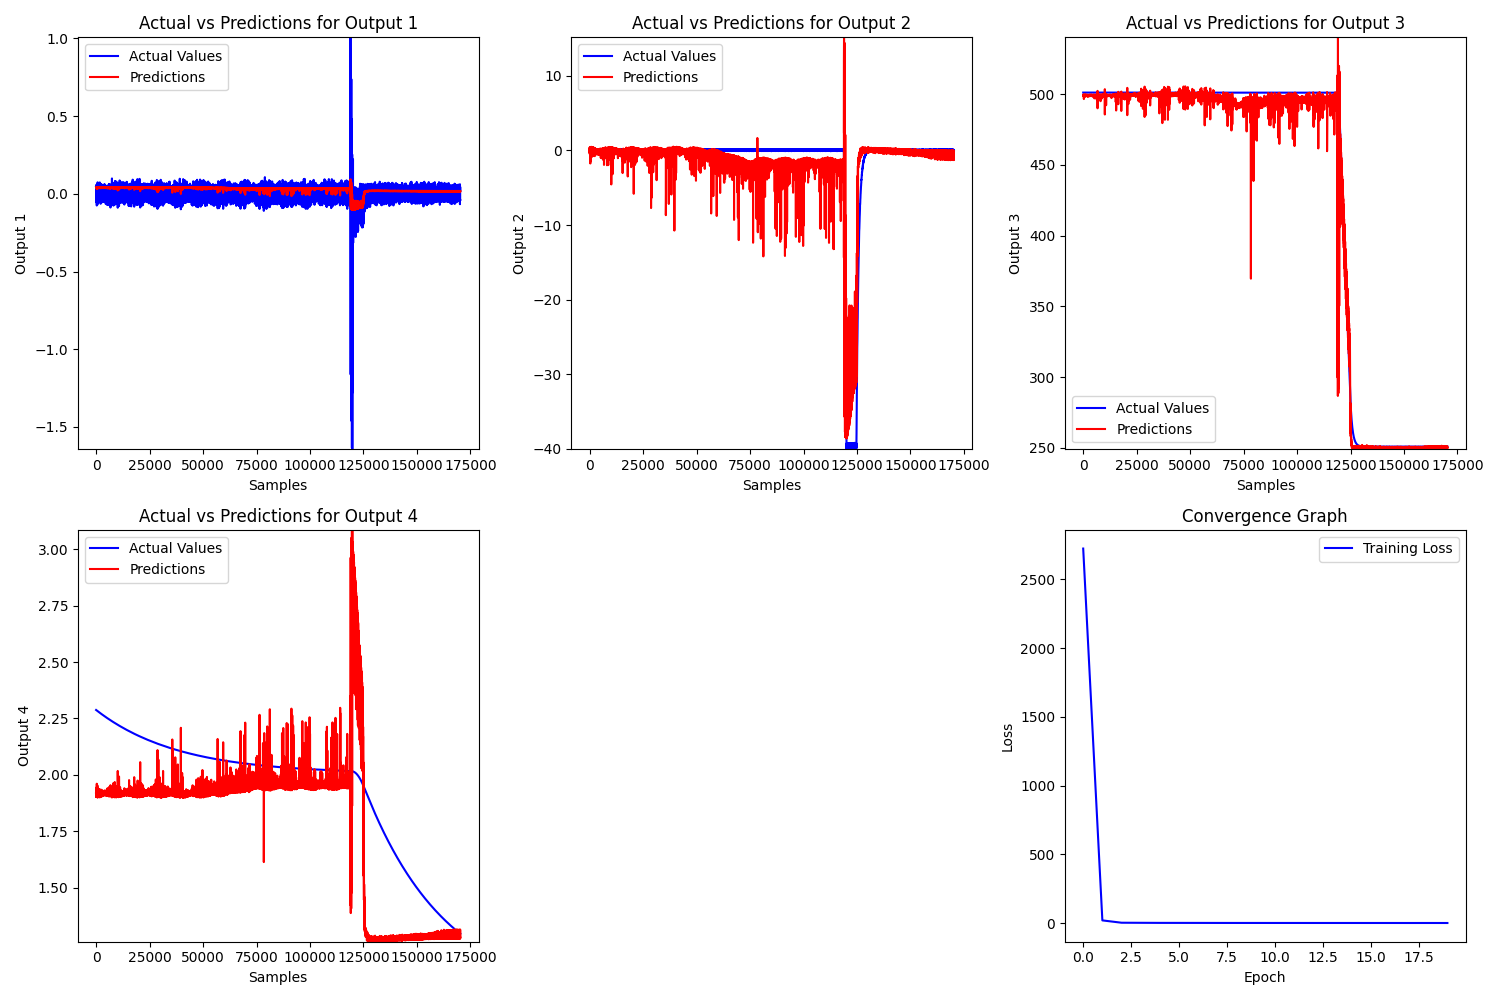 Actual vs Predictions for Output 1
Actual Values
Predictions
1.0
0.5
0.0
−0.5
−1.0
−1.5
Output 1
0 25000 50000 75000 100000 125000 150000 175000
Samples
Actual vs Predictions for Output 2
Actual Values
Predictions
10
0
−10
−20
−30
−40
Output 2
0 25000 50000 75000 100000 125000 150000 175000
Samples
Actual vs Predictions for Output 3
500
450
400
350
300
250
Output 3
Actual Values
Predictions
0 25000 50000 75000 100000 125000 150000 175000
Samples
Actual vs Predictions for Output 4
Actual Values
Predictions
3.00
2.75
2.50
2.25
2.00
1.75
1.50
Output 4
0 25000 50000 75000 100000 125000 150000 175000
Samples
Convergence Graph
Training Loss
2500
2000
1500
1000
500
0
Loss
0.0 2.5 5.0 7.5 10.0 12.5 15.0 17.5
Epoch